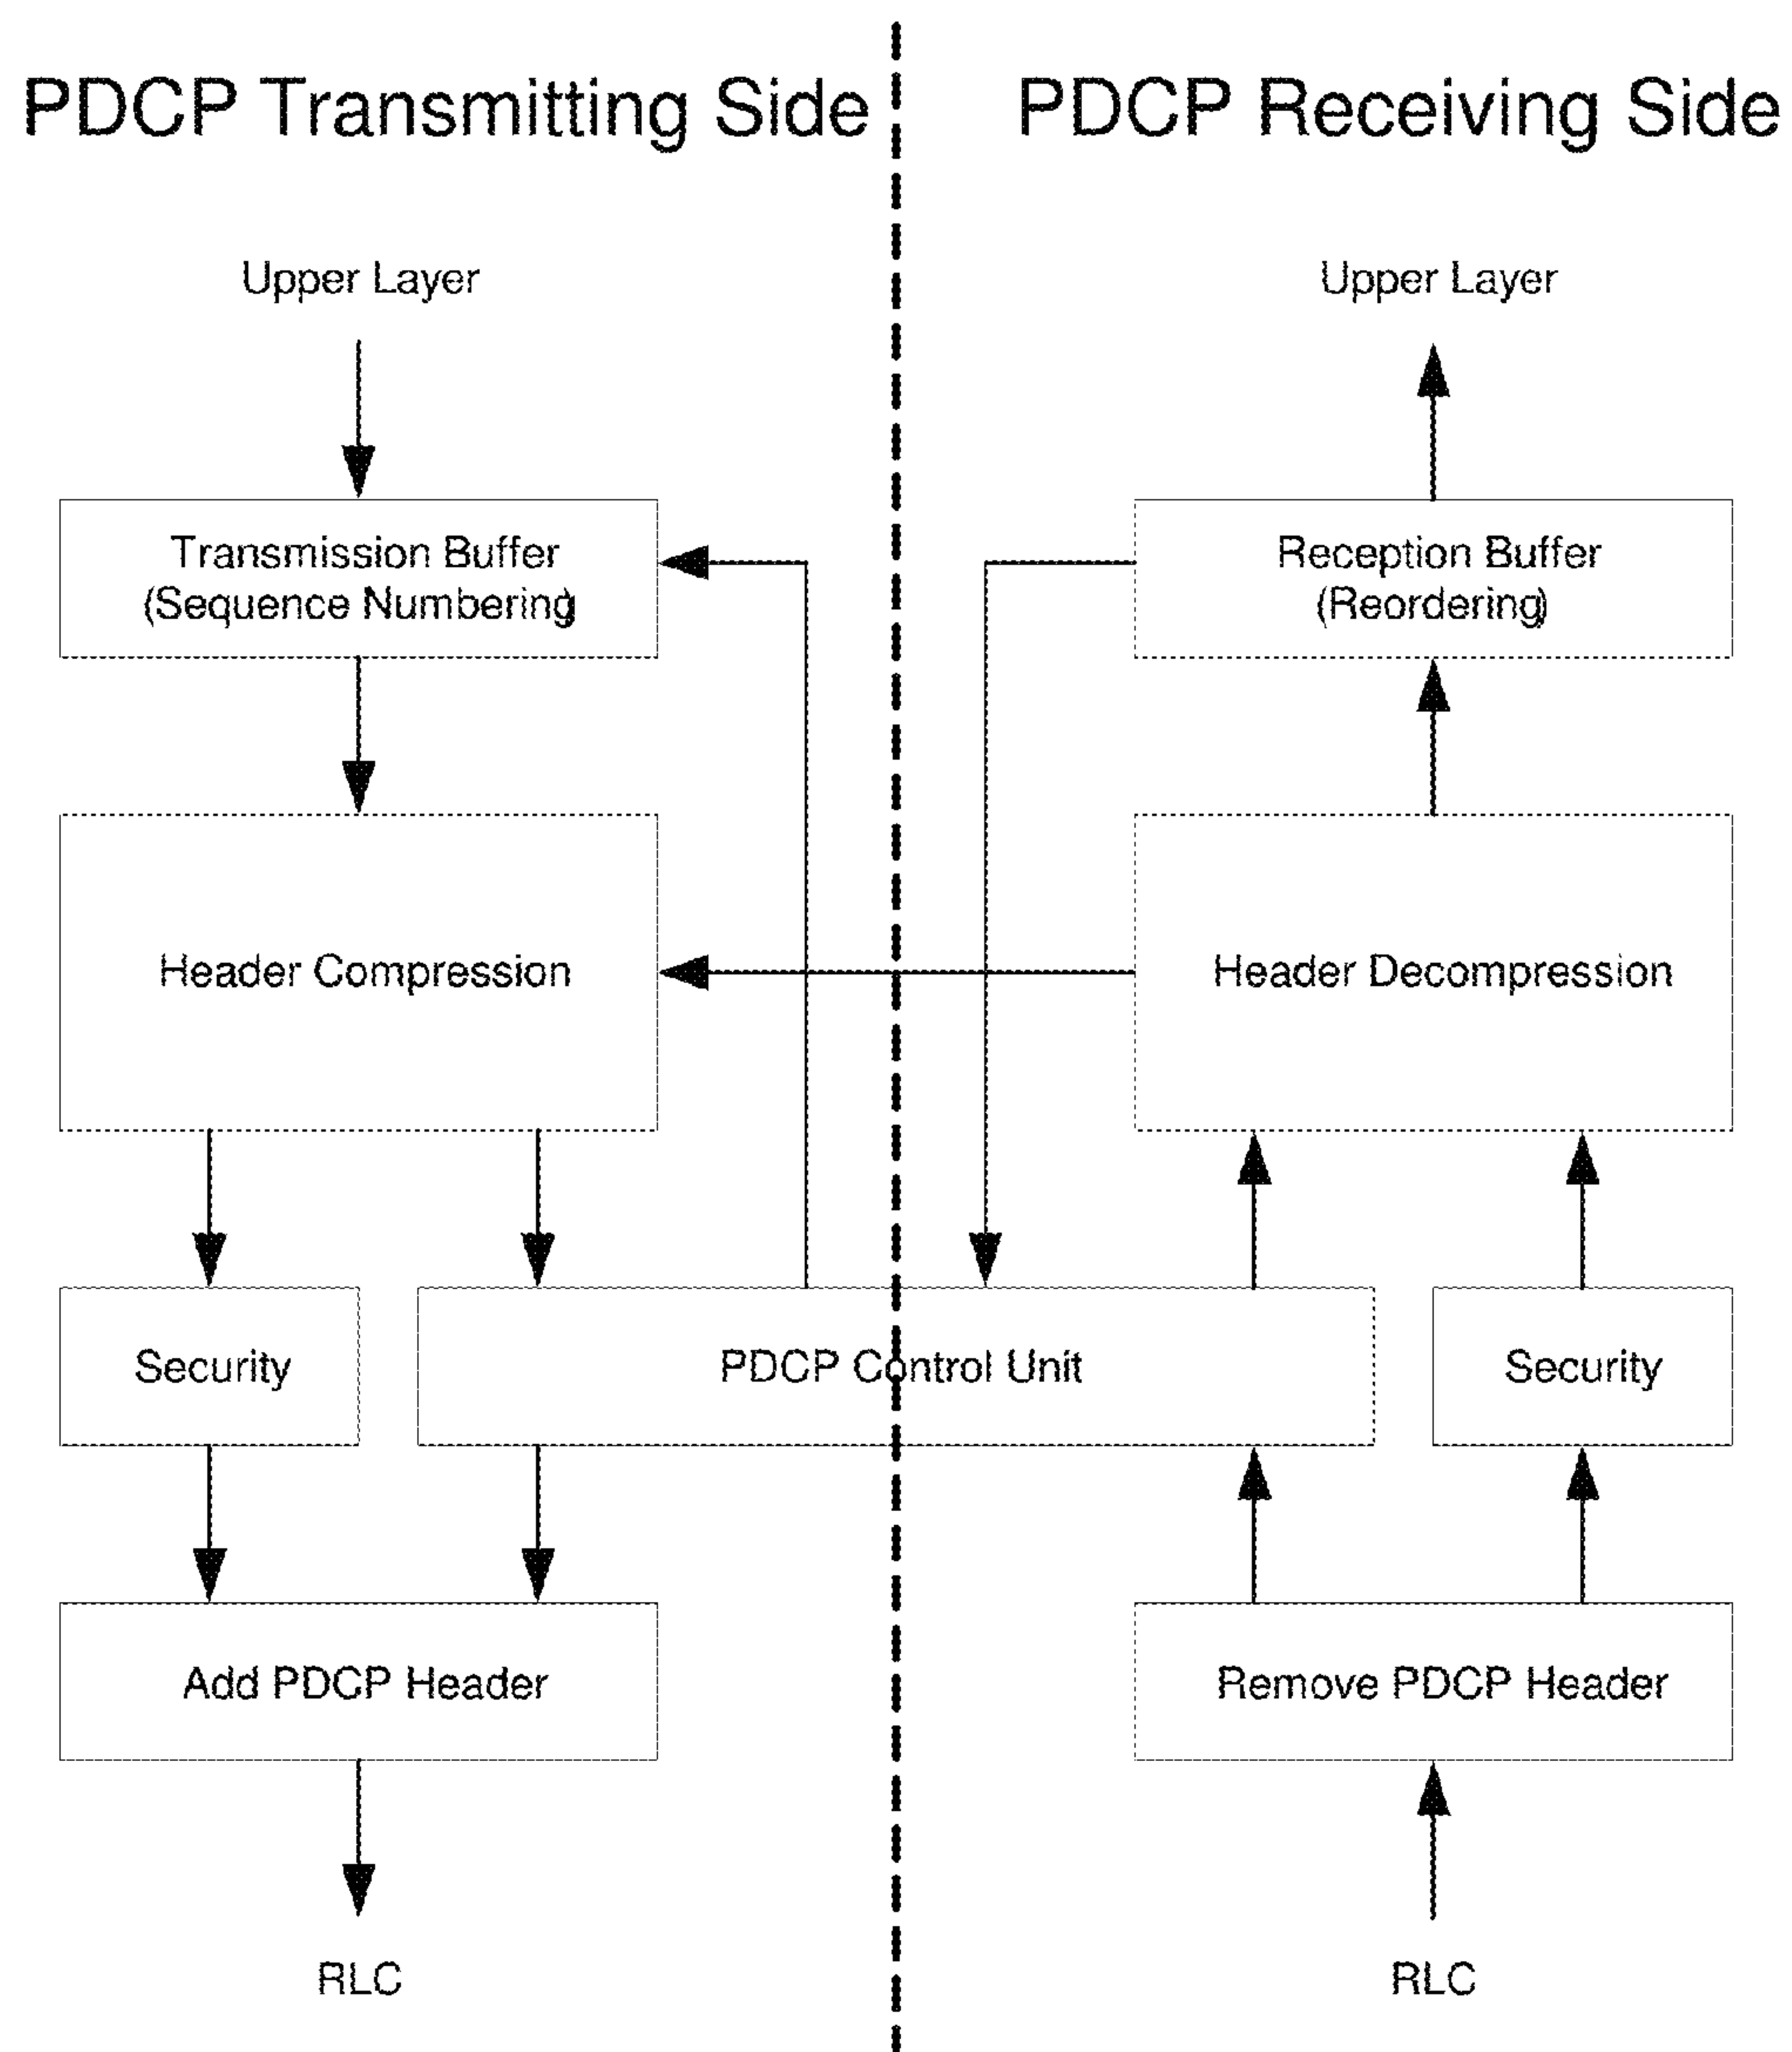 PDCP Transmitting Side
PDCP Receiving Side
Upper Layer
Upper Layer
Transmission Buffer
(Sequence Numbering)
Reception Buffer
(Reordering)
Header Compression
Header Decompression
Security
PDCP Control Unit
Security
Add PDCP Header
Remove PDCP Header
RLC
RLC